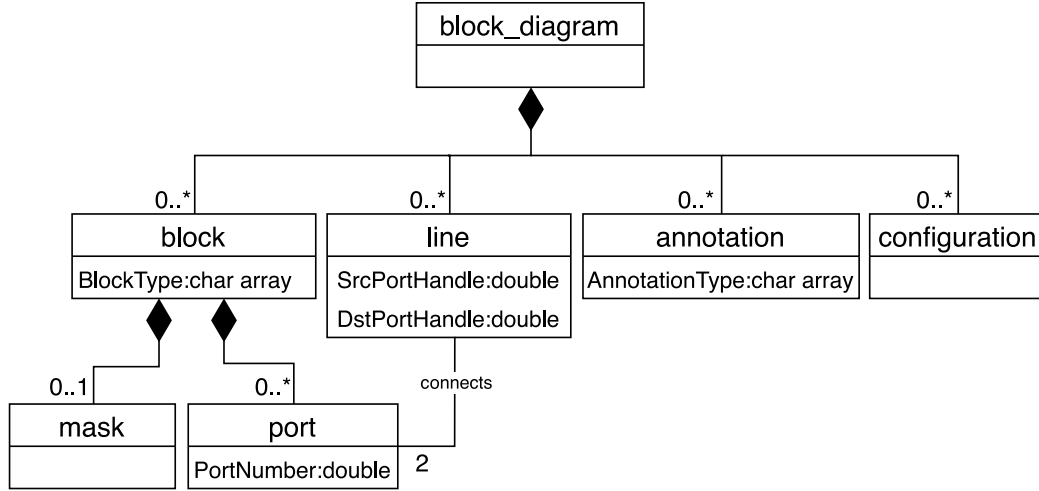 block_diagram
0..* 0..* 0..* 0..*
block line annotation configuration
BlockType:char array SrcPortHandle:double AnnotationType:char array
DstPortHandle:double
connects
0..1 0..*
mask port
2
PortNumber:double